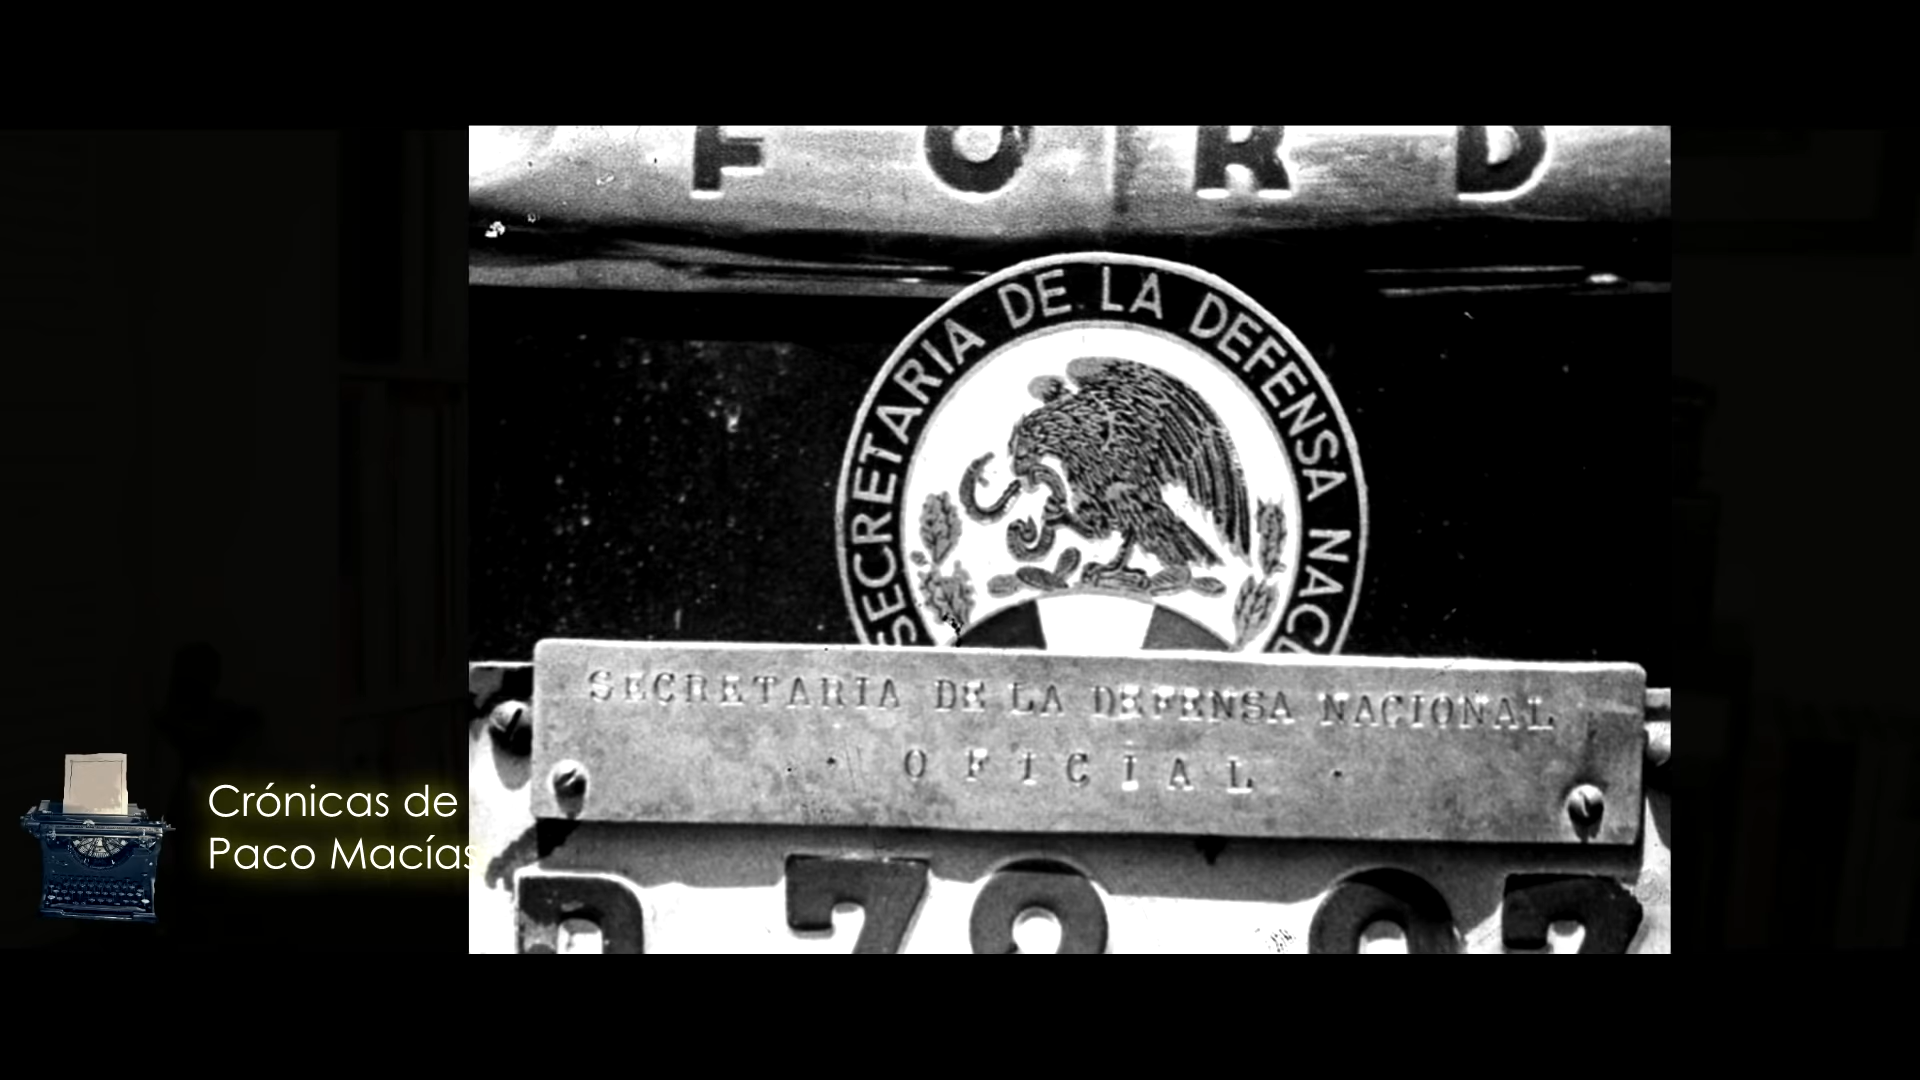 FORD
SECRETARIA DE LA DEFENSA NAC
SECRETARIA DE LA DEFENSA NACIONAL
OFICIAL
Crónicas de
Paco Macías